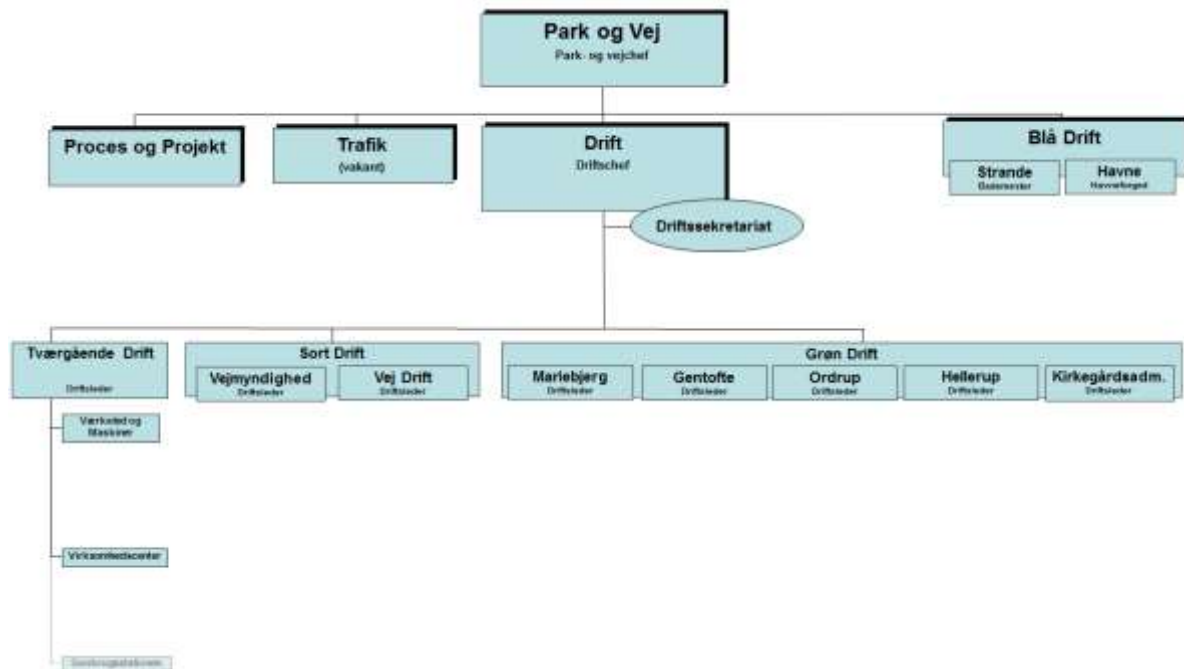 Park og Vej
Park- og vejchef
Proces og Projekt
Trafik
(vakant)
Drift
Driftschef
Blå Drift
Strande
Bademester
Havne
Havnefoged
Driftssekretariat
Tværgående Drift
Driftsleder
Sort Drift
Vejmyndighed
Driftsleder
Vej Drift
Driftsleder
Grøn Drift
Mariebjerg
Driftsleder
Gentofte
Driftsleder
Ordrup
Driftsleder
Hellerup
Driftsleder
Kirkegårdsadm.
Driftsleder
Værksted og
Maskiner
Virksomhedscenter